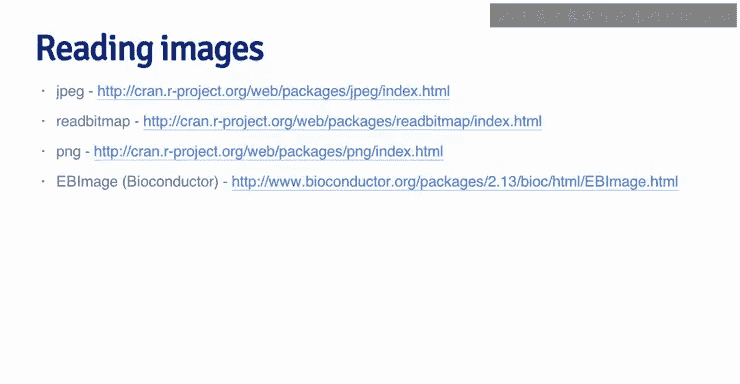 Reading images
· jpeg - http://cran.r-project.org/web/packages/jpeg/index.html
· readbitmap - http://cran.r-project.org/web/packages/readbitmap/index.html
· png - http://cran.r-project.org/web/packages/png/index.html
· EBImage (Bioconductor) - http://www.bioconductor.org/packages/2.13/bioc/html/EBImage.html